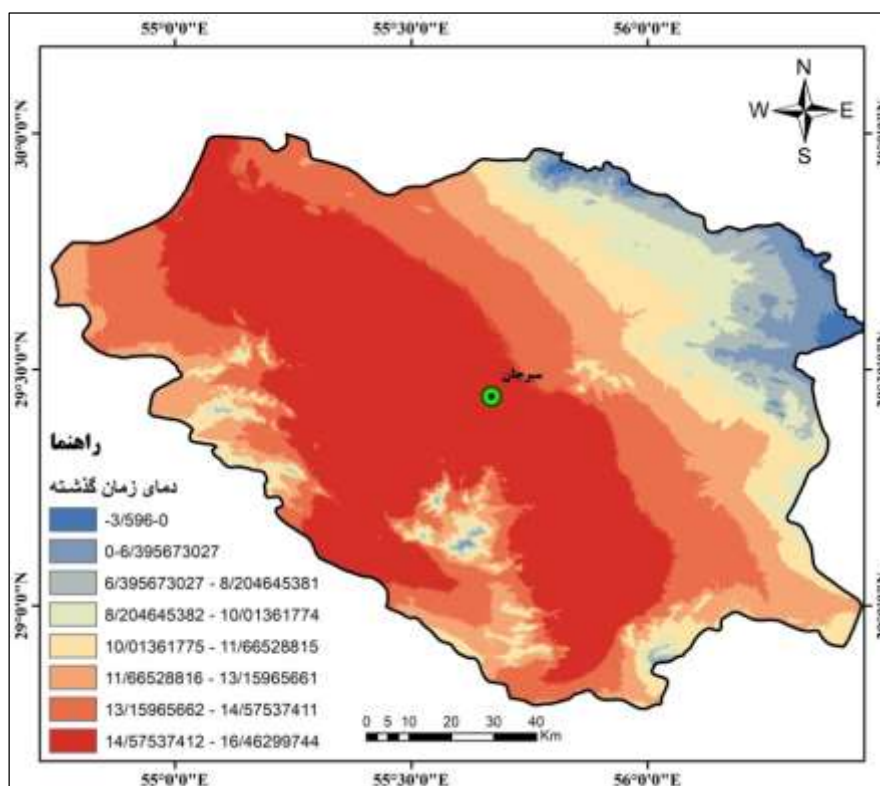 55°0'0"E 55°30'0"E 56°0'0"E
N
W E
S
30°0'0"N
29°30'0"N
29°0'0"N
سیرجان
راهنما
دمای زمان گذشته
-3/596-0
0-6/395673027
6/395673027 - 8/204645381
8/204645382 - 10/01361774
10/01361775 - 11/66528815
11/66528816 - 13/15965661
13/15965662 - 14/57537411
14/57537412 - 16/46299744
0 5 10 20 30 40
Km
55°0'0"E 55°30'0"E 56°0'0"E